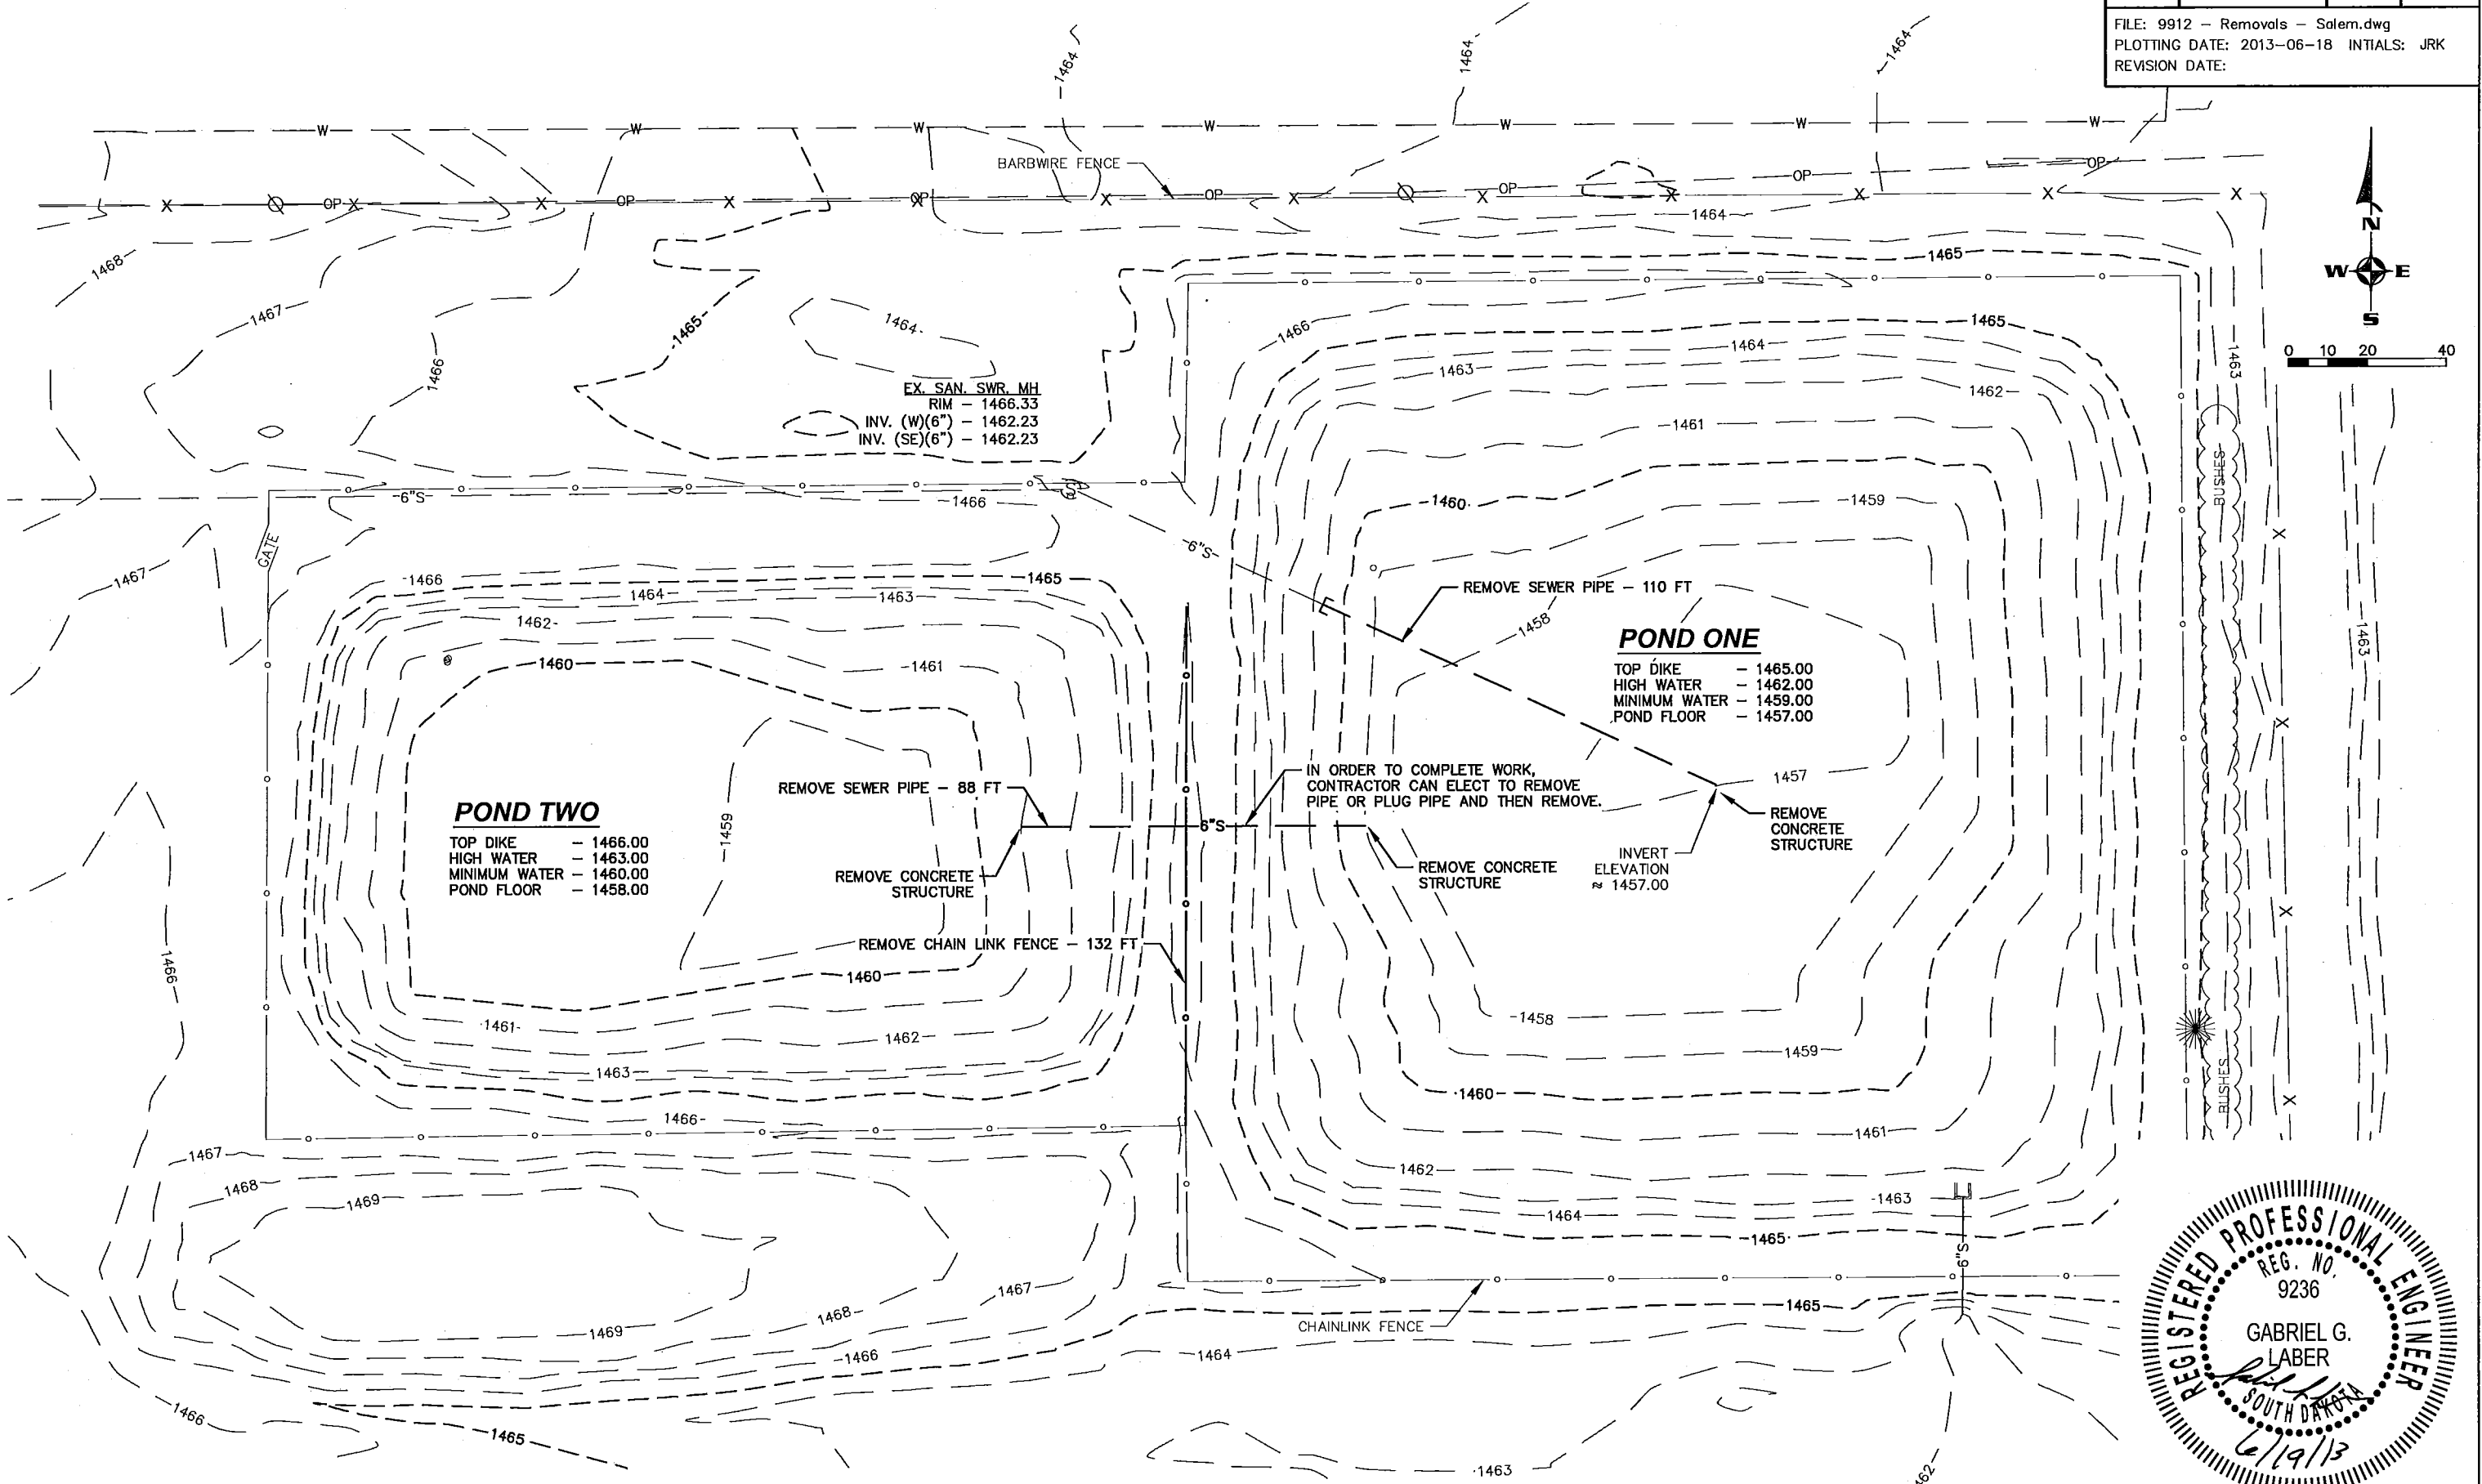 FILE: 9912 – Removals – Salem.dwg
PLOTTING DATE: 2013–06–18 INTIALS: JRK
REVISION DATE:
1464
1464
1464
W
W
W
W
W
W
W
BARBWIRE FENCE
OP
OP
OP
OP
OP
OP
OP
X
X
X
X
X
X
X
X
X
X
X
X
1464
N
W E
S
0 10 20 40
1468
1467
1466
1465
1464
1465
1466
1465
1464
1463
1462
1461
1460
1459
1463
BUSHES
EX. SAN. SWR. MH
RIM – 1466.33
INV. (W)(6") – 1462.23
INV. (SE)(6") – 1462.23
6"S
S
1466
6"S
GATE
1467
1466
1465
1464
1463
1462
1461
1460
REMOVE SEWER PIPE – 110 FT
1458
POND ONE
TOP DIKE – 1465.00
HIGH WATER – 1462.00
MINIMUM WATER – 1459.00
POND FLOOR – 1457.00
1463
X
X
X
X
1457
REMOVE
CONCRETE
STRUCTURE
INVERT
ELEVATION
≈ 1457.00
IN ORDER TO COMPLETE WORK,
CONTRACTOR CAN ELECT TO REMOVE
PIPE OR PLUG PIPE AND THEN REMOVE.
REMOVE SEWER PIPE – 88 FT
6"S
POND TWO
TOP DIKE – 1466.00
HIGH WATER – 1463.00
MINIMUM WATER – 1460.00
POND FLOOR – 1458.00
1459
REMOVE CONCRETE
STRUCTURE
REMOVE CONCRETE
STRUCTURE
REMOVE CHAIN LINK FENCE – 132 FT
1466
1460
1461
1462
1463
1466
1458
1459
1460
1461
1462
1463
1464
1465
BUSHES
6"S
1467
1468
1469
1467
1468
1469
1466
1465
CHAINLINK FENCE
1464
1466
1465
1463
1462
REGISTERED PROFESSIONAL ENGINEER
REG. NO.
9236
GABRIEL G.
LABER
SOUTH DAKOTA
6/19/13